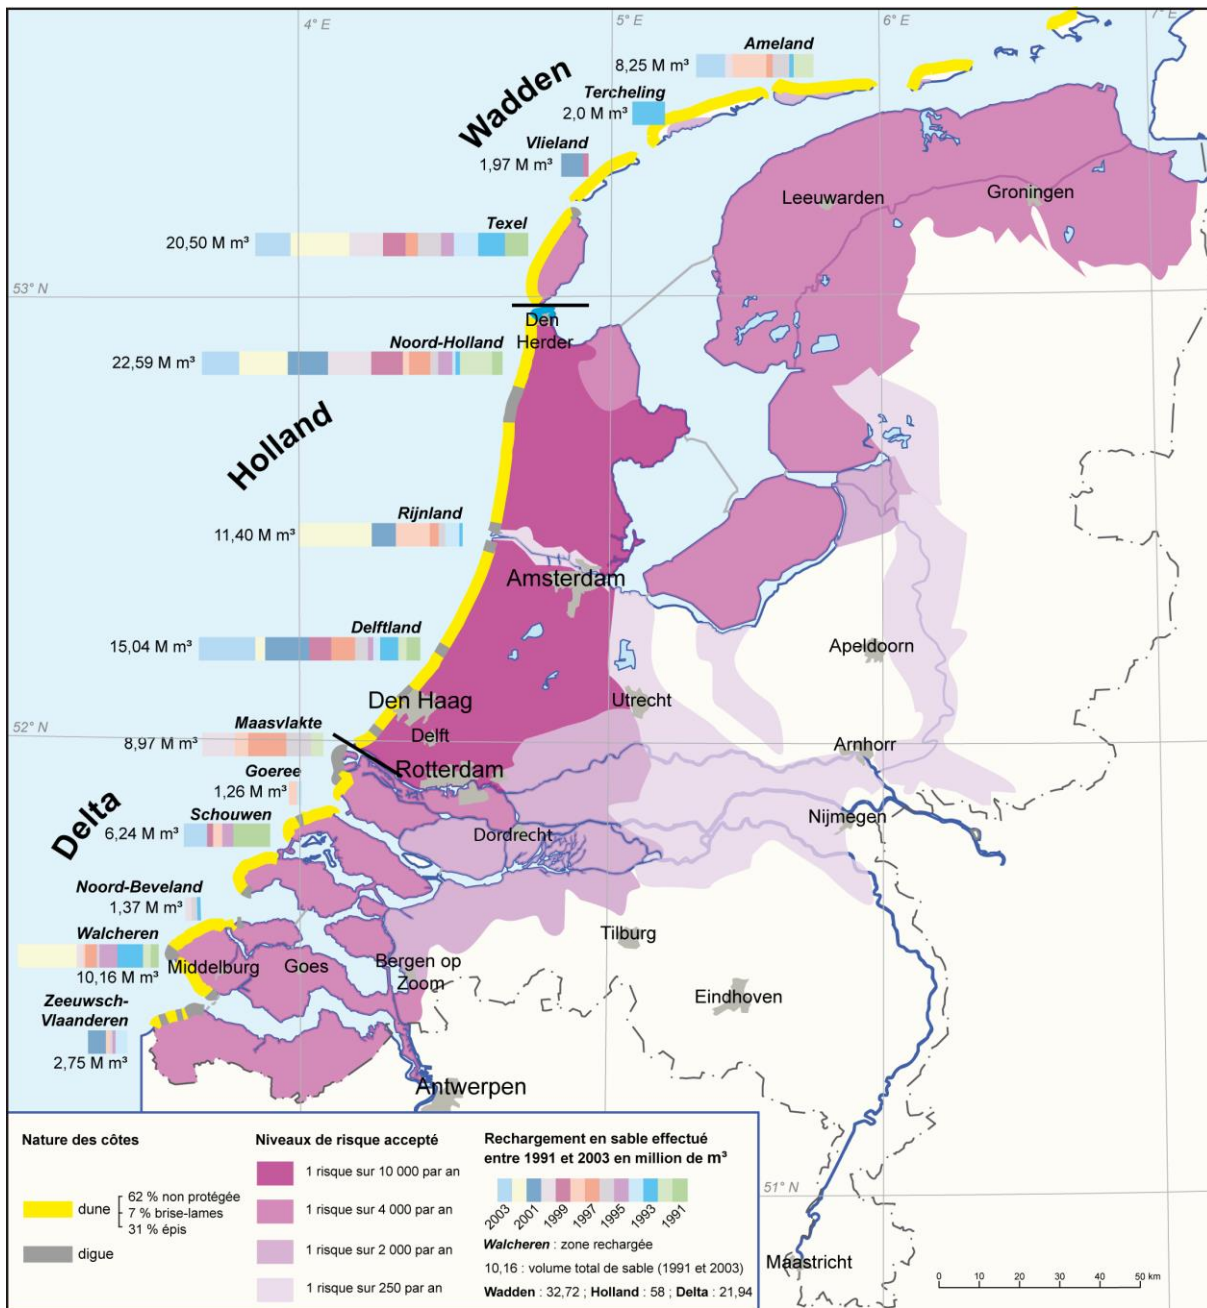 4° E
5° E
6° E
7° E
Ameland
8,25 M m³
Wadden
Tercheling
2,0 M m³
Vlieland
1,97 M m³
Leeuwarden
Groningen
Texel
20,50 M m³
53° N
Den
Herder
Noord-Holland
22,59 M m³
Holland
Rijnland
11,40 M m³
Amsterdam
Delftland
15,04 M m³
Apeldoorn
Den Haag
Utrecht
Maasvlakte
52° N
8,97 M m³
Delft
Arnhorr
Rotterdam
Goeree
1,26 M m³
Delta
Schouwen
6,24 M m³
Dordrecht
Nijmegen
Noord-Beveland
1,37 M m³
Walcheren
10,16 M m³
Tilburg
Middelburg
Goes
Bergen op
Zoom
Eindhoven
Zeeuwsch-
Vlaanderen
2,75 M m³
Antwerpen
Nature des côtes
dune
62 % non protégée
7 % brise-lames
31 % épis
digue
Niveaux de risque accepté
1 risque sur 10 000 par an
1 risque sur 4 000 par an
1 risque sur 2 000 par an
1 risque sur 250 par an
Rechargement en sable effectué
entre 1991 et 2003 en million de m³
2003
2001
1999
1997
1995
1993
1991
Walcheren : zone rechargée
10,16 : volume total de sable (1991 et 2003)
Wadden : 32,72 ; Holland : 58 ; Delta : 21,94
51° N
Maastricht
0 10 20 30 40 50 km